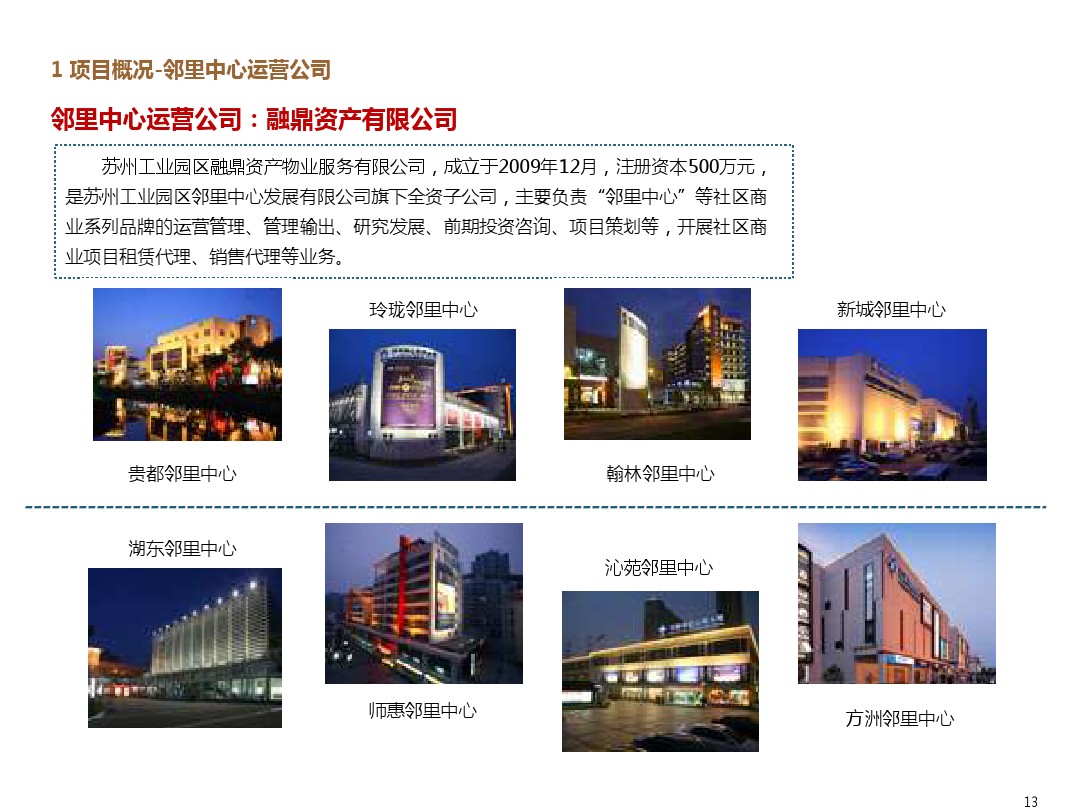 1 项目概况-邻里中心运营公司
邻里中心运营公司：融鼎资产有限公司
苏州工业园区融鼎资产物业服务有限公司，成立于2009年12月，注册资本500万元，
是苏州工业园区邻里中心发展有限公司旗下全资子公司，主要负责“邻里中心”等社区商
业系列品牌的运营管理、管理输出、研究发展、前期投资咨询、项目策划等，开展社区商
业项目租赁代理、销售代理等业务。
玲珑邻里中心
新城邻里中心
贵都邻里中心
翰林邻里中心
湖东邻里中心
沁苑邻里中心
师惠邻里中心
方洲邻里中心
13